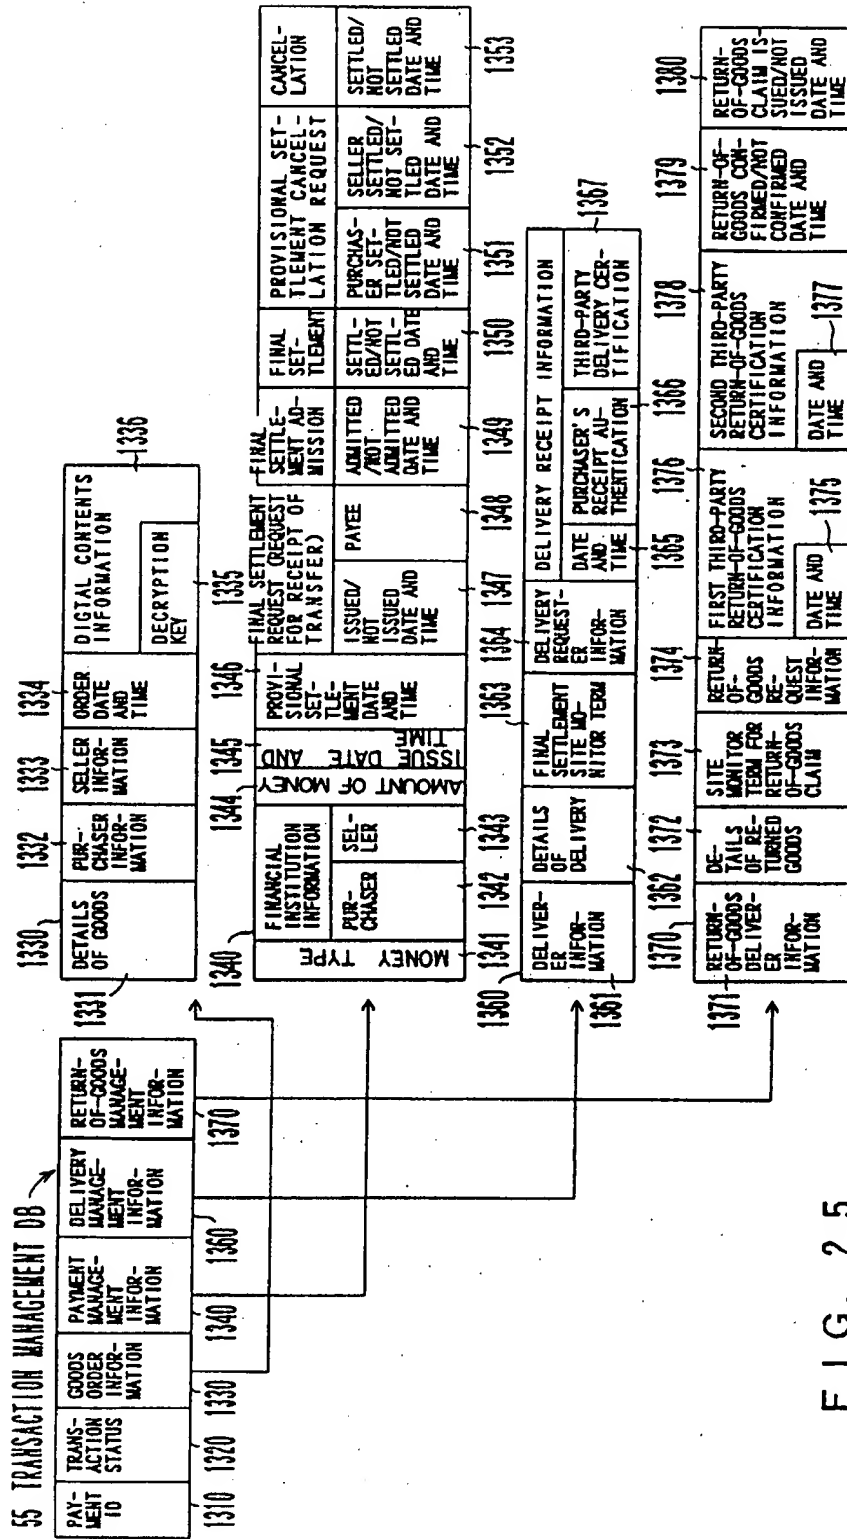 55 TRANSACTION MANAGEMENT DB
PAY-
MENT
ID
TRANS-
ACTION
STATUS
GOODS
ORDER
INFOR-
MATION
PAYMENT
MANAGE-
MENT
INFOR-
MATION
DELIVERY
MANAGE-
MENT
INFOR-
MATION
RETURN-
OF-GOODS
MANAGE-
MENT
INFOR-
MATION
1310
1320
1330
1340
1360
1370
1330
1332
1333
1334
DETAILS
OF GOODS
PUR-
CHASER
INFOR-
MATION
SELLER
INFOR-
MATION
ORDER
DATE
AND
TIME
DIGTAL CONTENTS
INFORMATION
DECRYPTION
KEY
1331
1335
1336
1340
1344
1345
1346
MONEY TYPE
FINANCIAL
INSTITUTION
INFORMATION
PUR-
CHASER
SEL-
LER
AMOUNT OF MONEY
ISSUE DATE AND
TIME
PROVI-
SIONAL
SET-
TLE-
MENT
DATE AND
TIME
FINAL SETTLEMENT
REQUEST (REQUEST
FOR RECEIPT OF
TRANSFER)
ISSUED/
NOT
ISSUED
DATE AND
TIME
PAYEE
FINAL
SETTLE-
MENT AD-
MISSION
ADMITTED
/NOT
ADMITTED
DATE AND
TIME
FINAL
SET-
TLEMENT
SETTL-
ED/NOT
SETTL-
ED DATE
AND
TIME
PROVISIONAL SET-
TLEMENT CANCEL-
LATION REQUEST
PURCHAS-
ER SET-
TLED/NOT
SETTLED
DATE AND
TIME
SELLER
SETTLED/
NOT SET-
TLED
DATE AND
TIME
CANCEL-
LATION
SETTLED/
NOT
SETTLED
DATE AND
TIME
1341
1342
1343
1347
1348
1349
1350
1351
1352
1353
1360
1362
1363
1364
DELIVER-
ER
INFOR-
MATION
DETAILS
OF
DELIVERY
FINAL
SETTLEMENT
SITE MO-
NITOR TERM
DELIVERY
REQUEST-
ER
INFOR-
MATION
DELIVERY RECEIPT INFORMATION
DATE
AND
TIME
PURCHASER'S
RECEIPT AU-
THENTICATION
THIRD-PARTY
DELIVERY CER-
TIFICATION
1361
1365
1366
1367
1370
1372
1373
1374
1376
1378
1379
1380
RETURN-
OF-GOODS
DELIVER-
ER
INFOR-
MATION
DE-
TAILS
OF RE-
TURNED
GOODS
SITE
MONITOR
TERM FOR
RETURN-
OF-GOODS
CLAIM
RETURN-
OF-
GOODS
RE-
QUEST
INFOR-
MATION
FIRST THIRD-PARTY
RETURN-OF-GOODS
CERTIFICATION
INFORMATION
DATE AND
TIME
1375
SECOND THIRD-PARTY
RETURN-OF-GOODS
CERTIFICATION
INFORMATION
DATE AND
TIME
1377
RETURN-OF-
GOODS CON-
FIRMED/NOT
CONFIRMED
DATE AND
TIME
RETURN-
OF-GOODS
CLAIM IS-
SUED/NOT
ISSUED
DATE AND
TIME
1371
FIG. 25